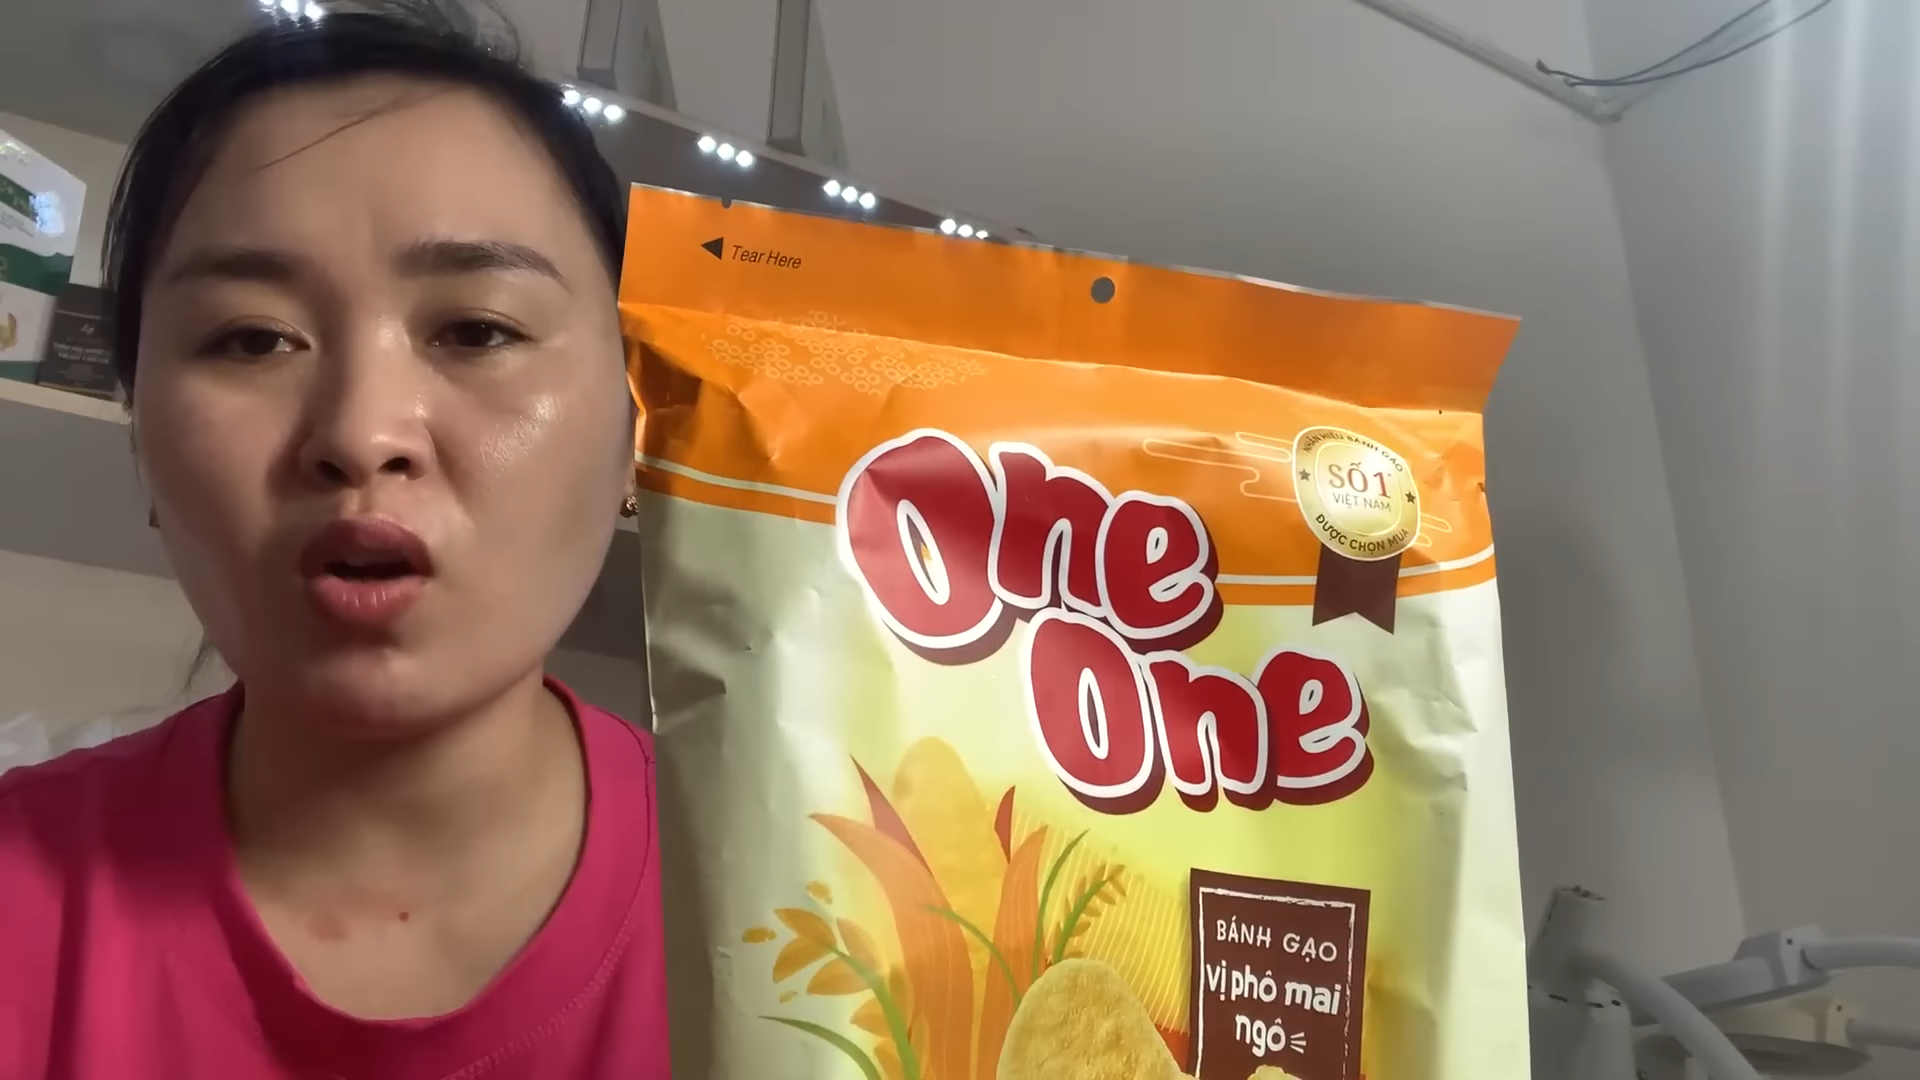 Tear Here
One
One
NHÃN HIỆU BÁNH GẠO
SỐ 1
VIỆT NAM
ĐƯỢC CHỌN MUA
BÁNH GẠO
vị phô mai
ngô